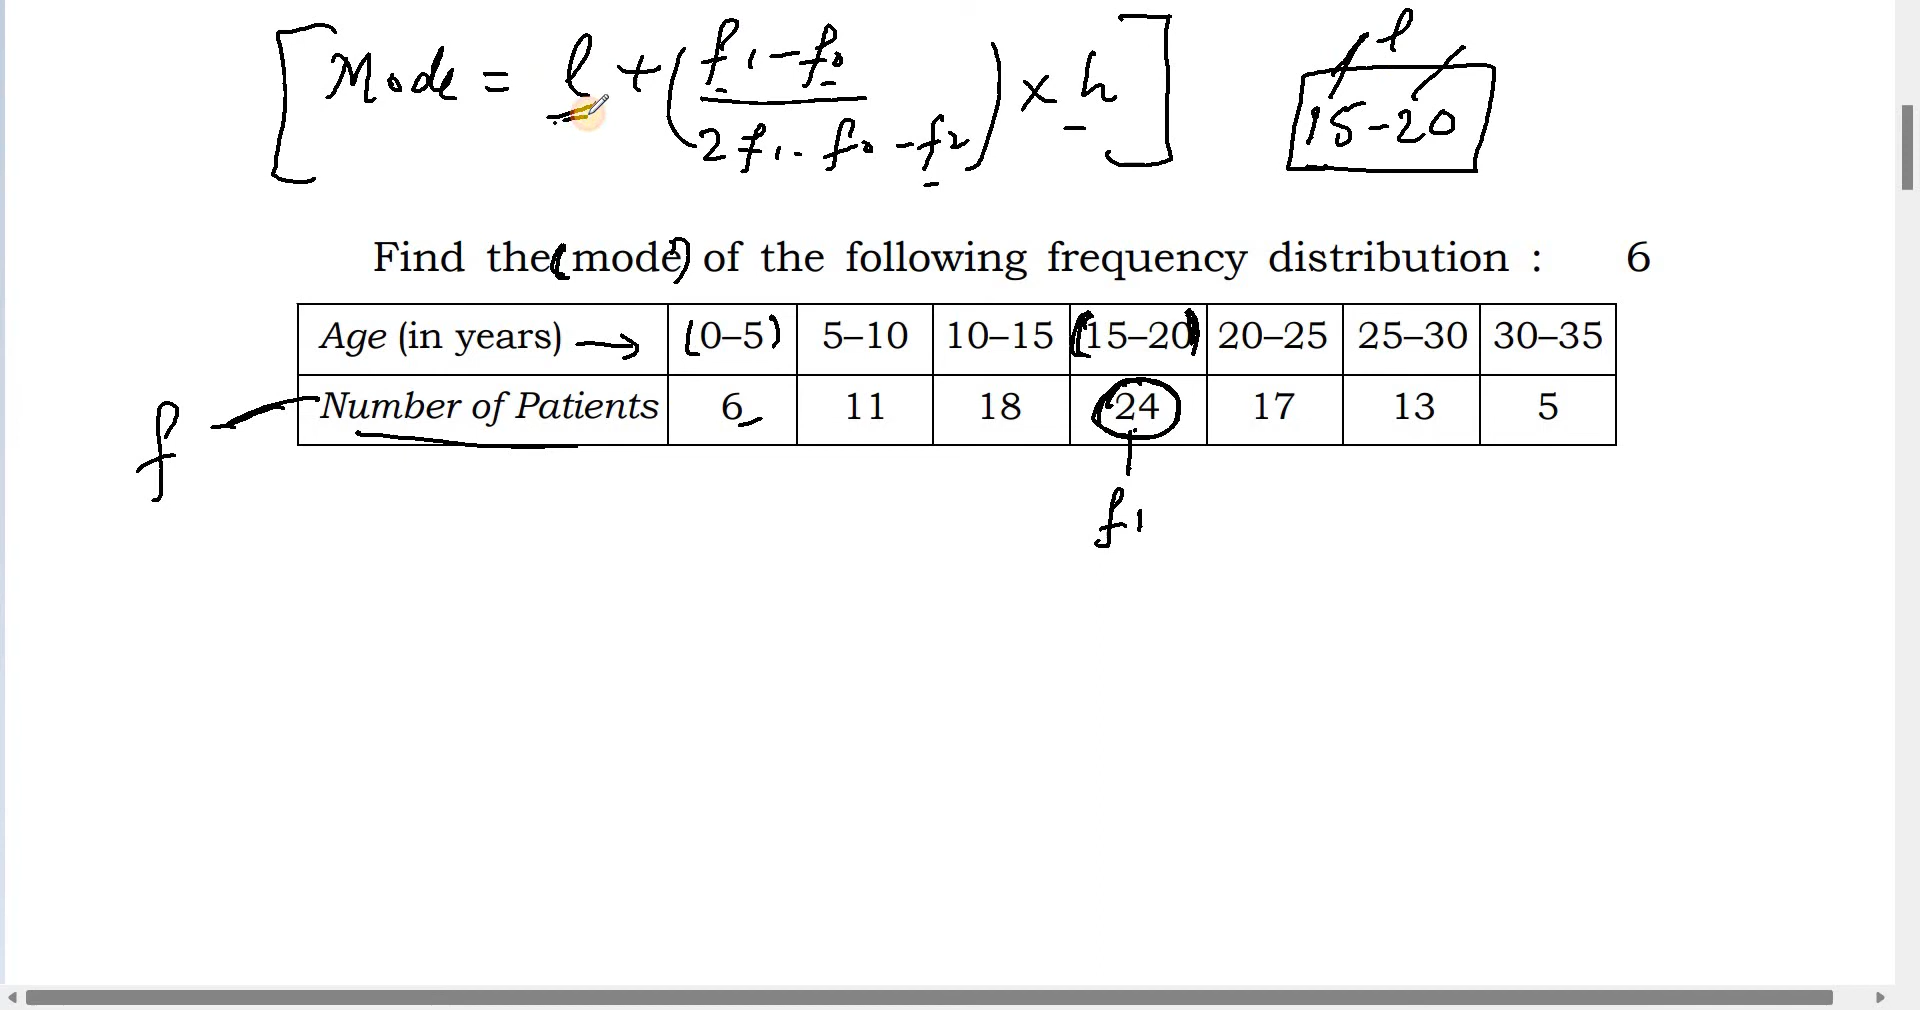 [Mode = l + (f1 - f0 / 2f1 - f0 - f2) × h]
l
15-20
Find the (mode) of the following frequency distribution : 6
Age (in years) → (0–5) 5–10 10–15 (15–20) 20–25 25–30 30–35
f Number of Patients 6 11 18 24 17 13 5
f1